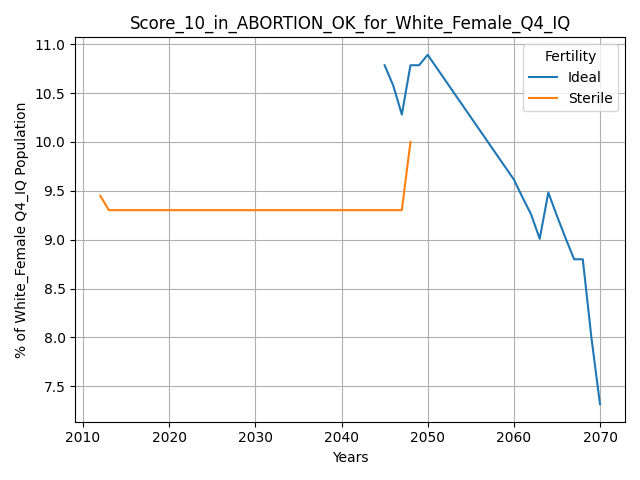 Score_10_in_ABORTION_OK_for_White_Female_Q4_IQ
% of White_Female Q4_IQ Population
11.0
10.5
10.0
9.5
9.0
8.5
8.0
7.5
Fertility
Ideal
Sterile
2010 2020 2030 2040 2050 2060 2070
Years